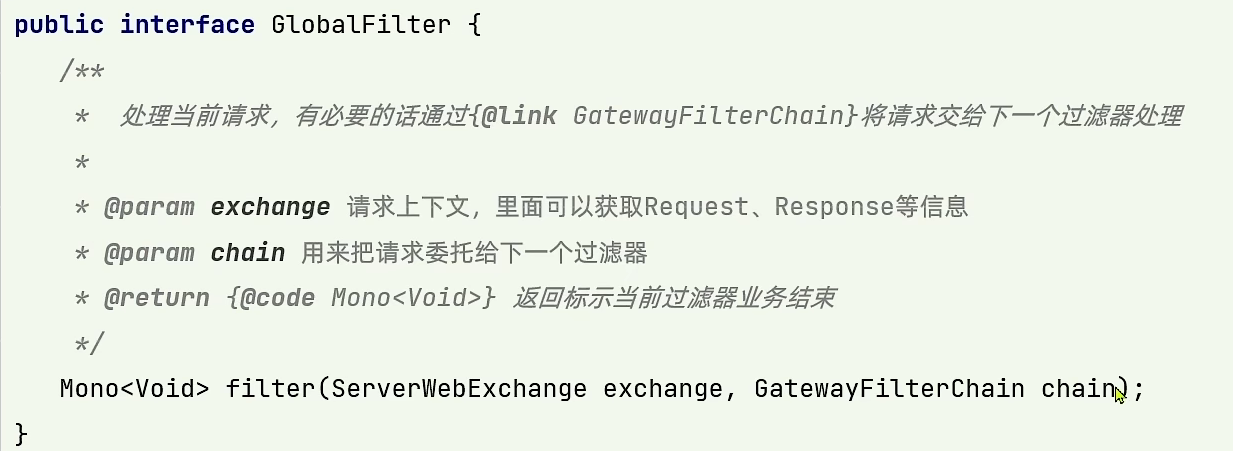 public interface GlobalFilter {
/**
* 处理当前请求，有必要的话通过{@link GatewayFilterChain}将请求交给下一个过滤器处理
*
* @param exchange 请求上下文，里面可以获取Request、Response等信息
* @param chain 用来把请求委托给下一个过滤器
* @return {@code Mono<Void>} 返回标示当前过滤器业务结束
*/
Mono<Void> filter(ServerWebExchange exchange, GatewayFilterChain chain);
}